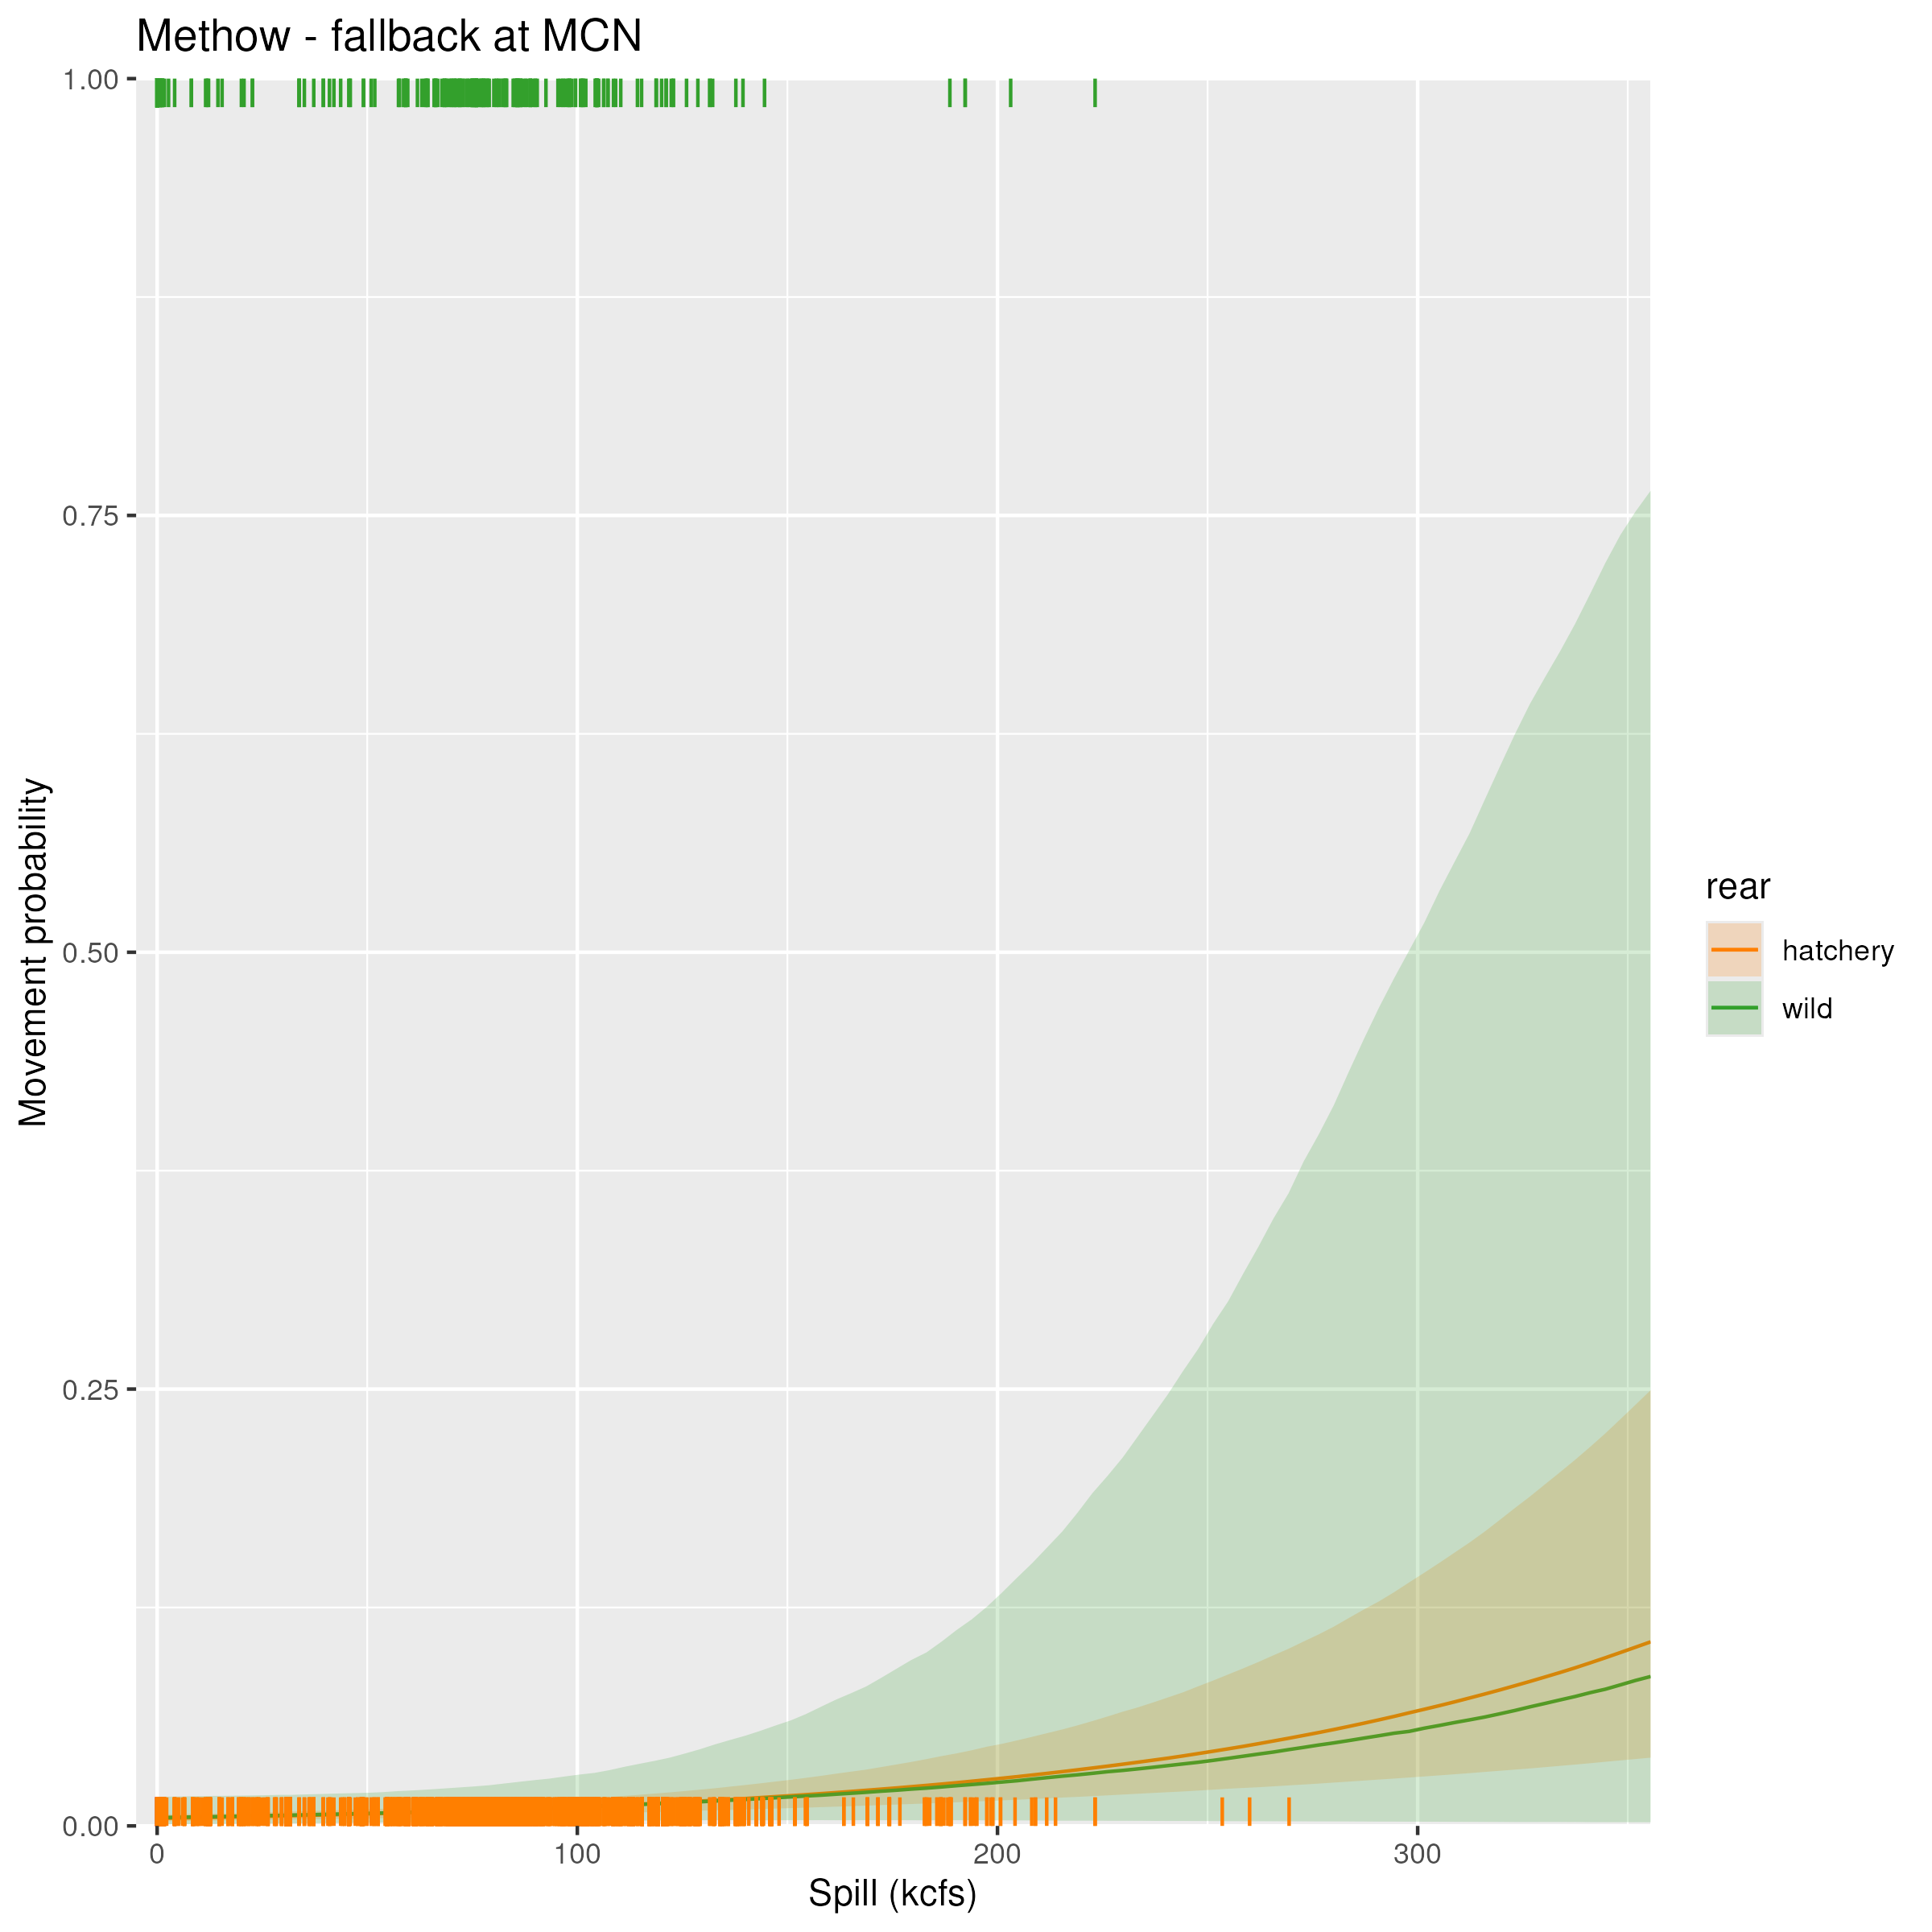 Methow - fallback at MCN
1.00
0.75
0.50
0.25
0.00
Movement probability
0
100
200
300
Spill (kcfs)
rear
hatchery
wild